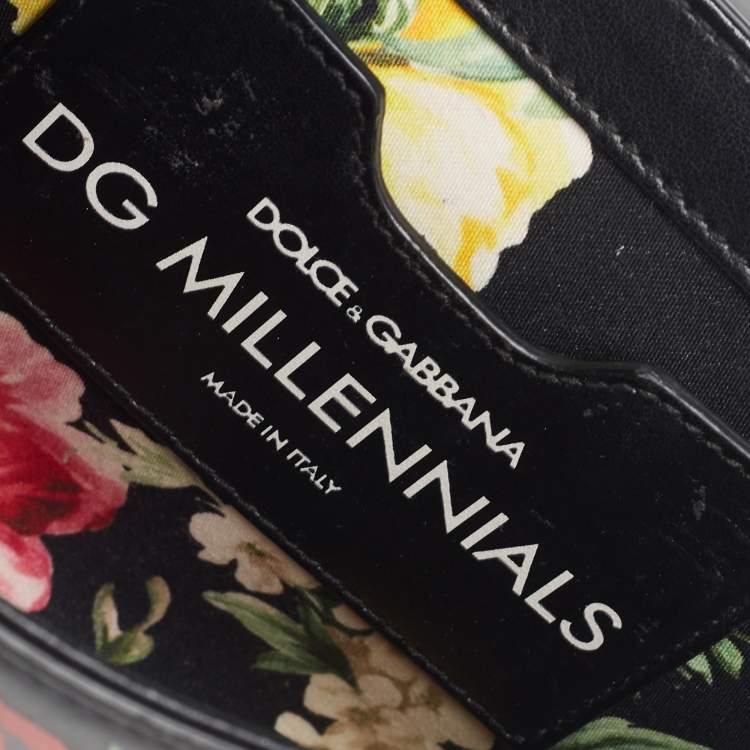 DOLCE & GABBANA
DG MILLENNIALS
MADE IN ITALY